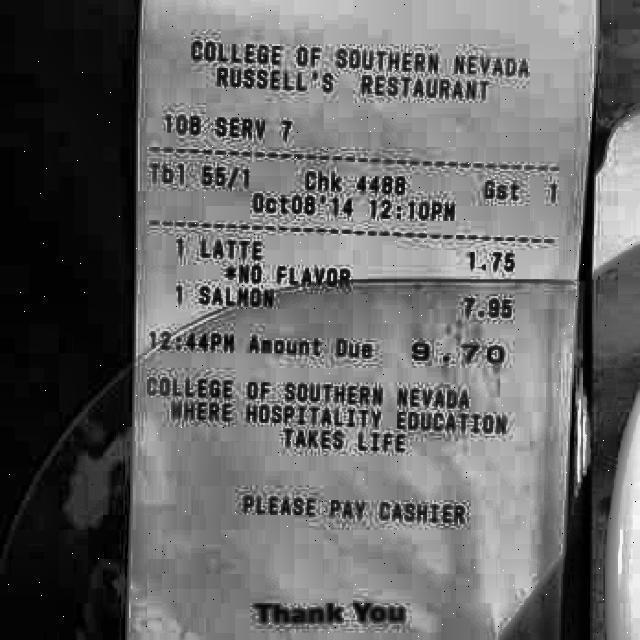 COLLEGE OF SOUTHERN NEVADA
RUSSELL'S RESTAURANT
108 SERV 7
Tbl 55/1 Chk 4488 Gst 1
Oct08'14 12:10PM
1 LATTE 1.75
*NO FLAVOR
1 SALMON 7.95
12:44PM Amount Due 9.70
COLLEGE OF SOUTHERN NEVADA
WHERE HOSPITALITY EDUCATION
TAKES LIFE
PLEASE PAY CASHIER
Thank You